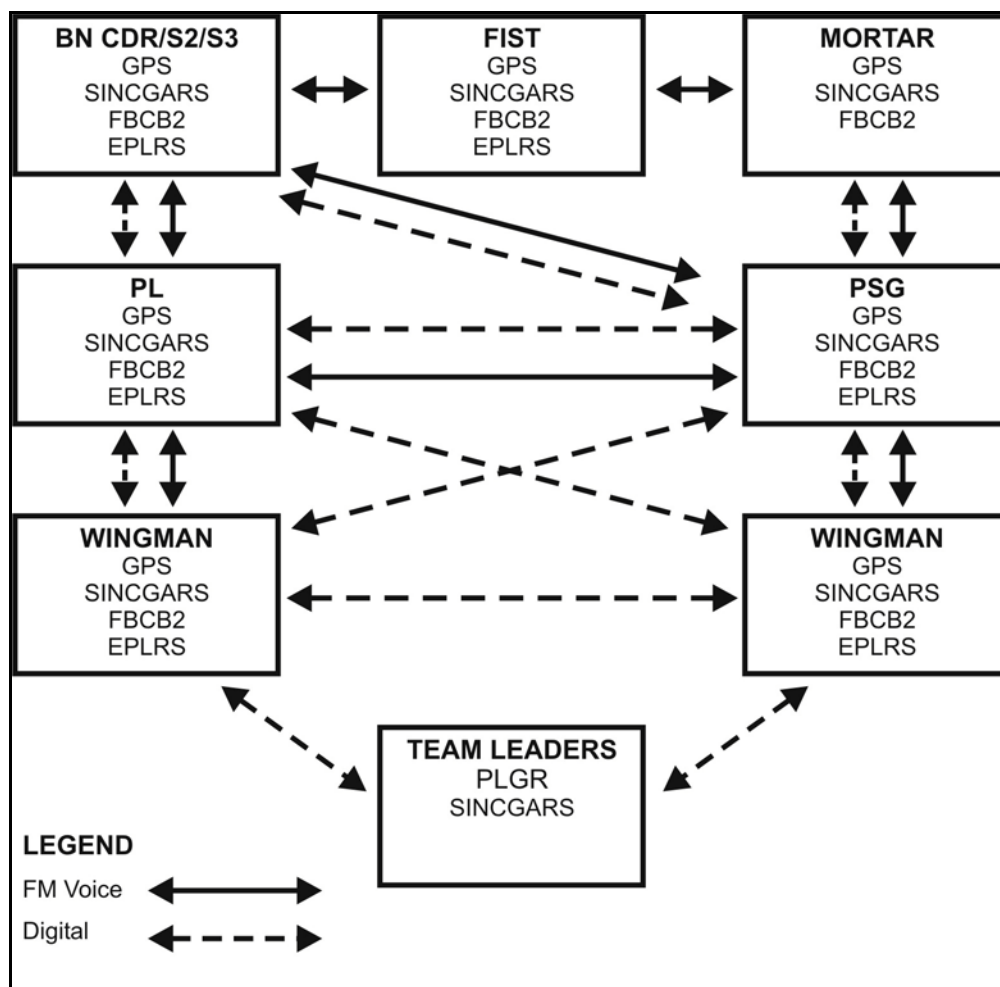 BN CDR/S2/S3
GPS
SINCGARS
FBCB2
EPLRS
FIST
GPS
SINCGARS
FBCB2
EPLRS
MORTAR
GPS
SINCGARS
FBCB2
PL
GPS
SINCGARS
FBCB2
EPLRS
PSG
GPS
SINCGARS
FBCB2
EPLRS
WINGMAN
GPS
SINCGARS
FBCB2
EPLRS
WINGMAN
GPS
SINCGARS
FBCB2
EPLRS
TEAM LEADERS
PLGR
SINCGARS
LEGEND
FM Voice
Digital